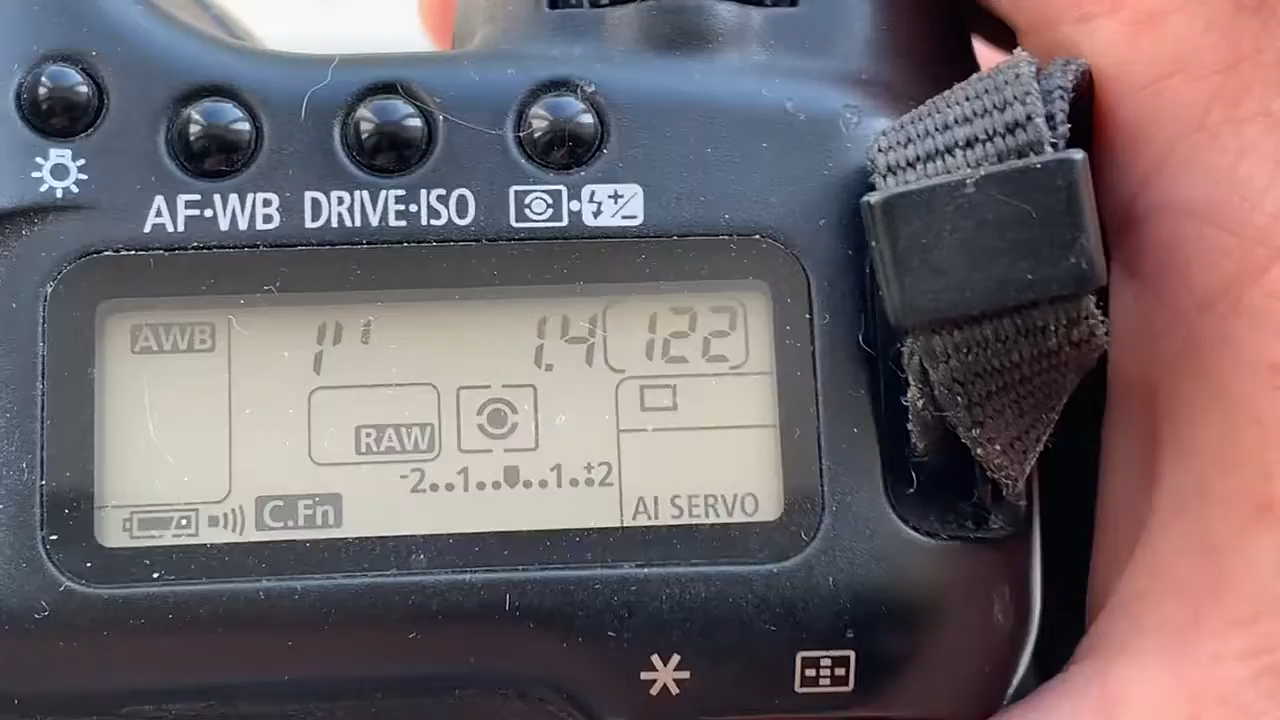 AF•WB DRIVE•ISO
AWB 1" 1.4 122
RAW
-2..1..▼..1..+2
C.Fn AI SERVO